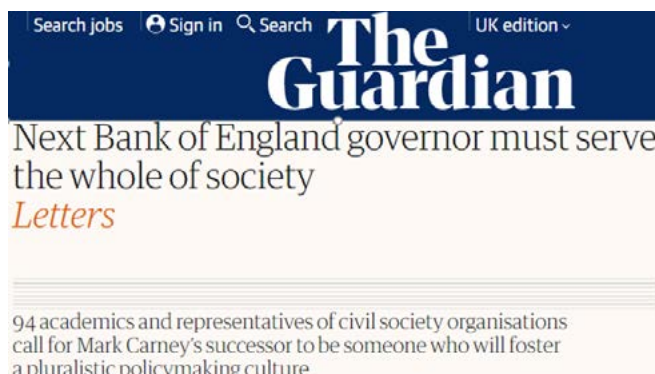 Search jobs Sign in Search UK edition
The
Guardian
Next Bank of England governor must serve
the whole of society
Letters
94 academics and representatives of civil society organisations
call for Mark Carney's successor to be someone who will foster
a pluralistic policymaking culture